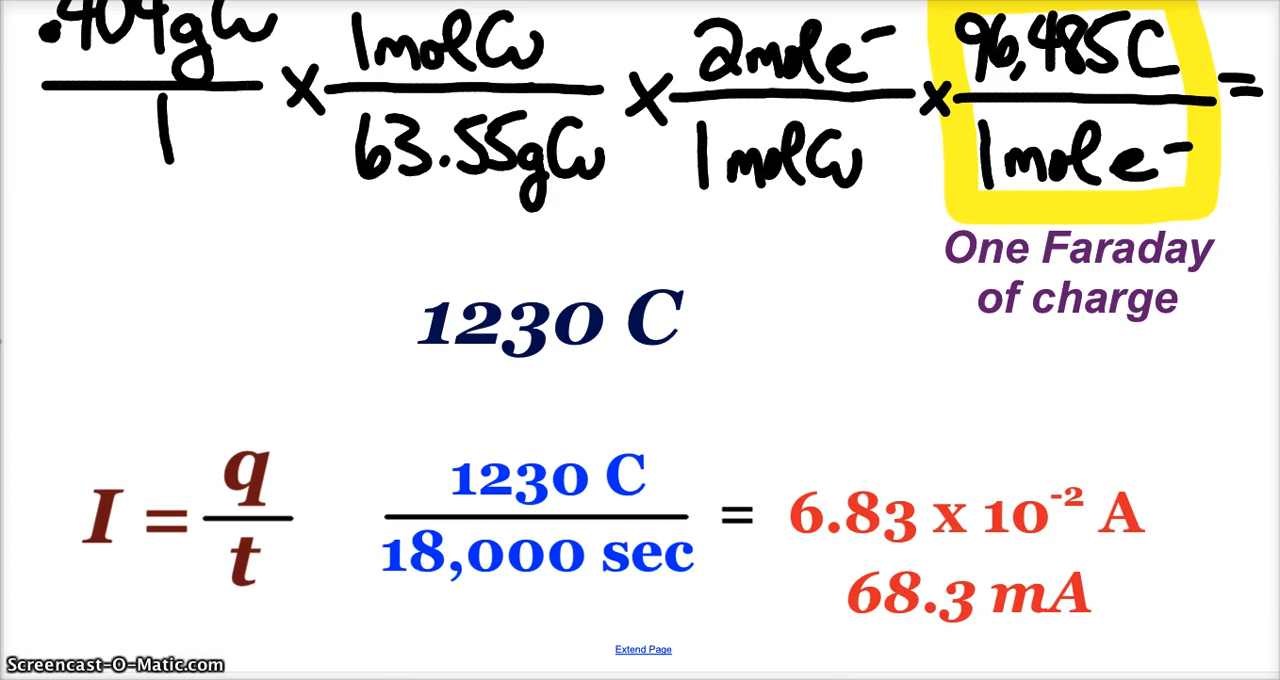 .404gCu × 1molCu × 2mole⁻ × 96,485C =
1 63.55gCu 1molCu 1mole⁻
One Faraday
of charge
1230 C
I = q/t 1230 C/18,000 sec = 6.83 x 10⁻² A
68.3 mA
Extend Page
Screencast-O-Matic.com